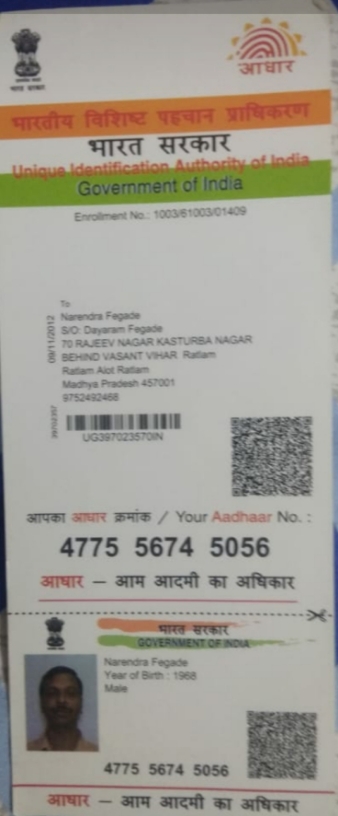 भारत सरकार
आधार
भारतीय विशिष्ट पहचान प्राधिकरण
भारत सरकार
Unique Identification Authority of India
Government of India
Enrollment No.: 1003/61003/01409
09/11/2012
To
Narendra Fegade
S/O: Dayaram Fegade
70 RAJEEV NAGAR KASTURBA NAGAR
BEHIND VASANT VIHAR Ratlam
Ratlam Alot Ratlam
Madhya Pradesh 457001
9752492468
39702357
UG397023570IN
आपका आधार क्रमांक / Your Aadhaar No. :
4775 5674 5056
आधार – आम आदमी का अधिकार
भारत सरकार
GOVERNMENT OF INDIA
Narendra Fegade
Year of Birth : 1968
Male
4775 5674 5056
आधार – आम आदमी का अधिकार